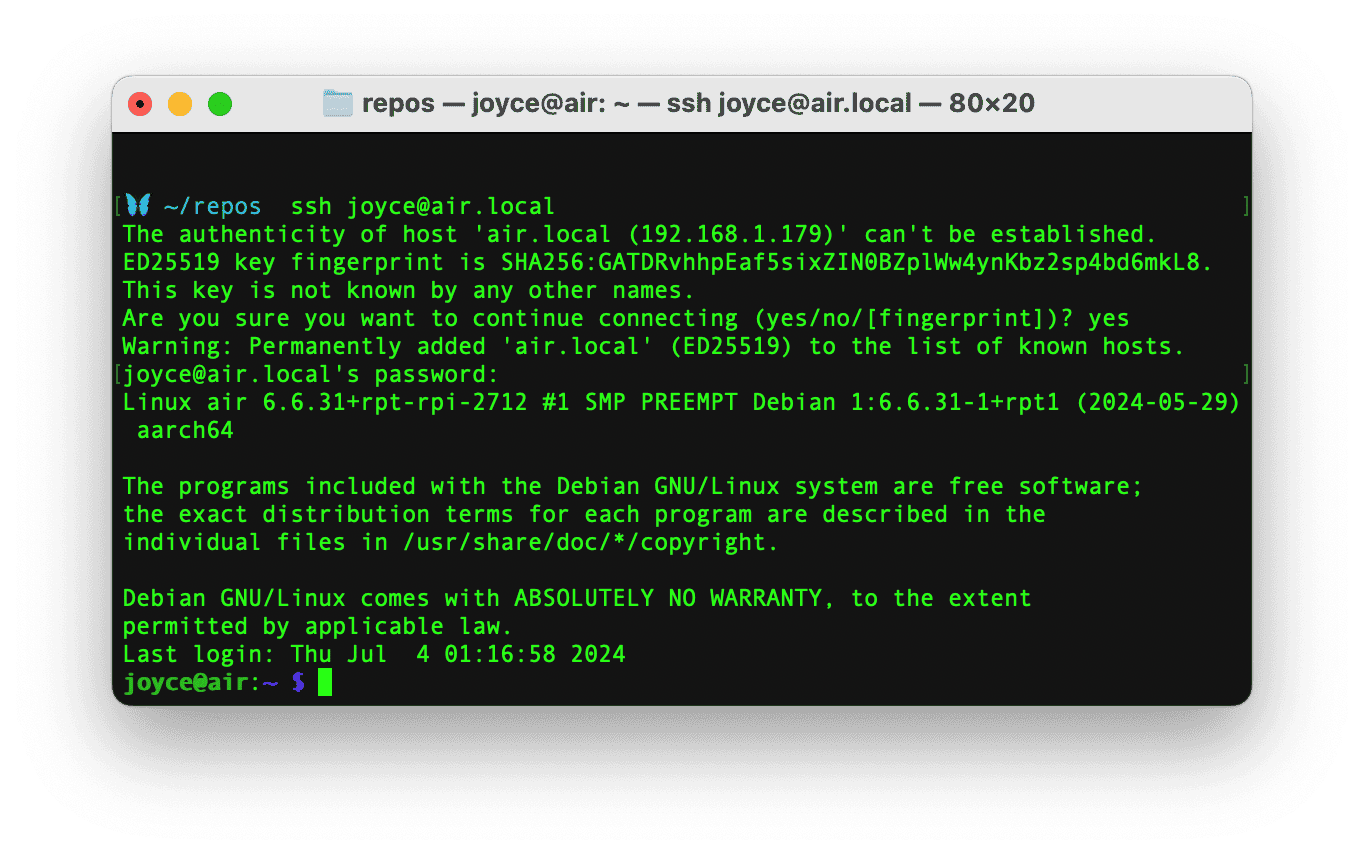 repos — joyce@air: ~ — ssh joyce@air.local — 80×20
[🦋 ~/repos  ssh joyce@air.local ]
The authenticity of host 'air.local (192.168.1.179)' can't be established.
ED25519 key fingerprint is SHA256:GATDRvhhpEaf5sixZIN0BZplWw4ynKbz2sp4bd6mkL8.
This key is not known by any other names.
Are you sure you want to continue connecting (yes/no/[fingerprint])? yes
Warning: Permanently added 'air.local' (ED25519) to the list of known hosts.
[joyce@air.local's password: ]
Linux air 6.6.31+rpt-rpi-2712 #1 SMP PREEMPT Debian 1:6.6.31-1+rpt1 (2024-05-29)
 aarch64
The programs included with the Debian GNU/Linux system are free software;
the exact distribution terms for each program are described in the
individual files in /usr/share/doc/*/copyright.
Debian GNU/Linux comes with ABSOLUTELY NO WARRANTY, to the extent
permitted by applicable law.
Last login: Thu Jul  4 01:16:58 2024
joyce@air:~ $